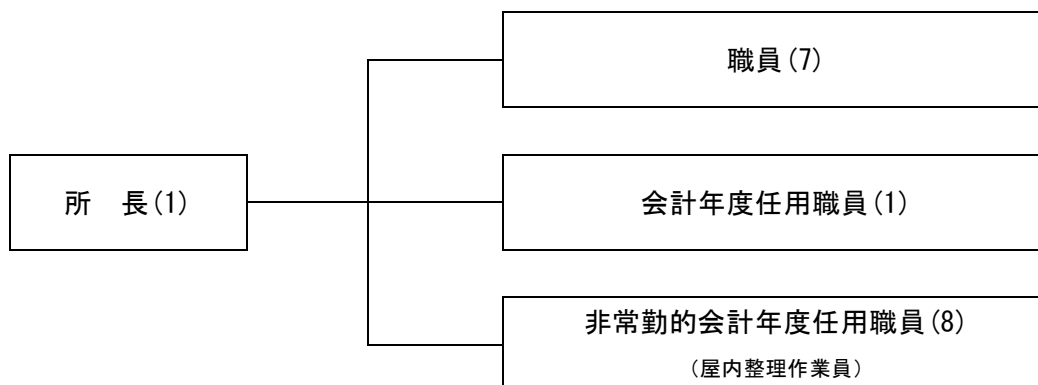 職員(7)
所　長(1)
会計年度任用職員(1)
非常勤的会計年度任用職員(8)
（屋内整理作業員）